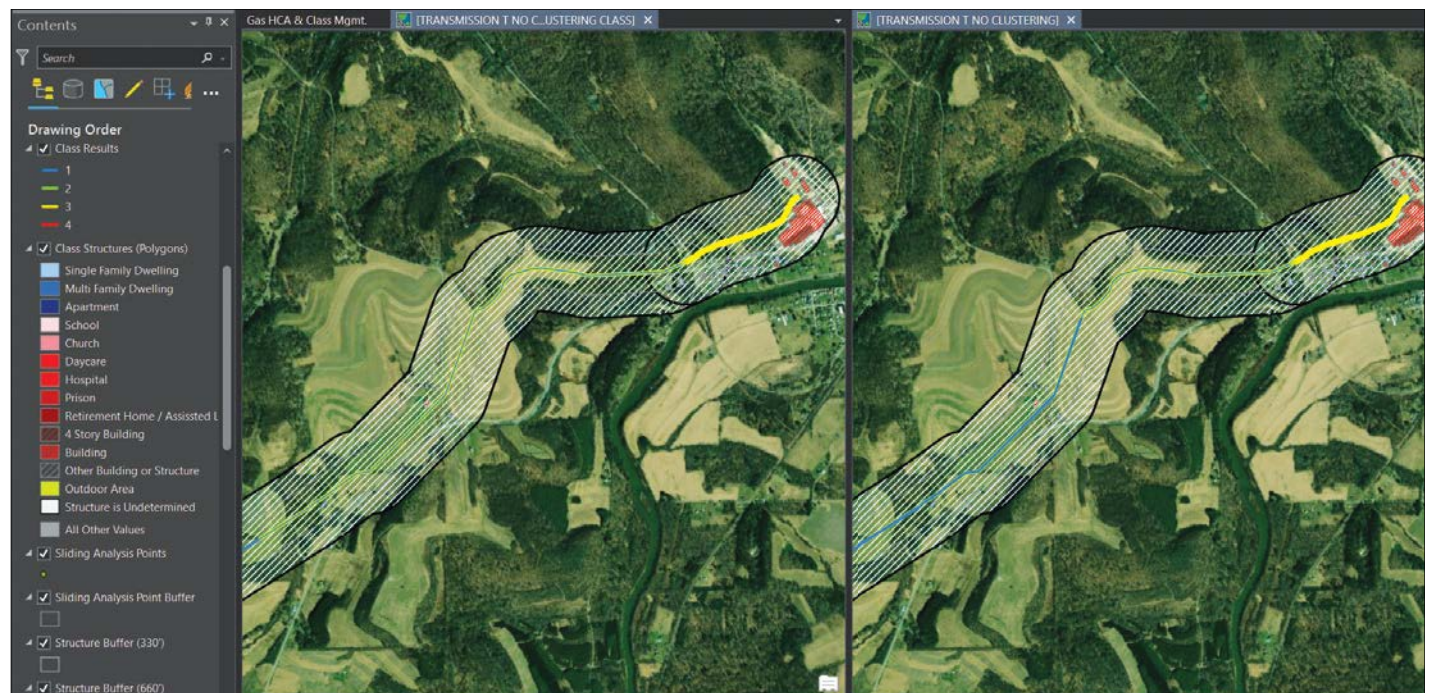 Contents
Gas HCA & Class Mgmt.
[TRANSMISSION T NO C...USTERING CLASS]
[TRANSMISSION T NO CLUSTERING]
Search
Drawing Order
Class Results
1
2
3
4
Class Structures (Polygons)
Single Family Dwelling
Multi Family Dwelling
Apartment
School
Church
Daycare
Hospital
Prison
Retirement Home / Assissted L
4 Story Building
Building
Other Building or Structure
Outdoor Area
Structure is Undetermined
All Other Values
Sliding Analysis Points
Sliding Analysis Point Buffer
Structure Buffer (330')
Structure Buffer (660')